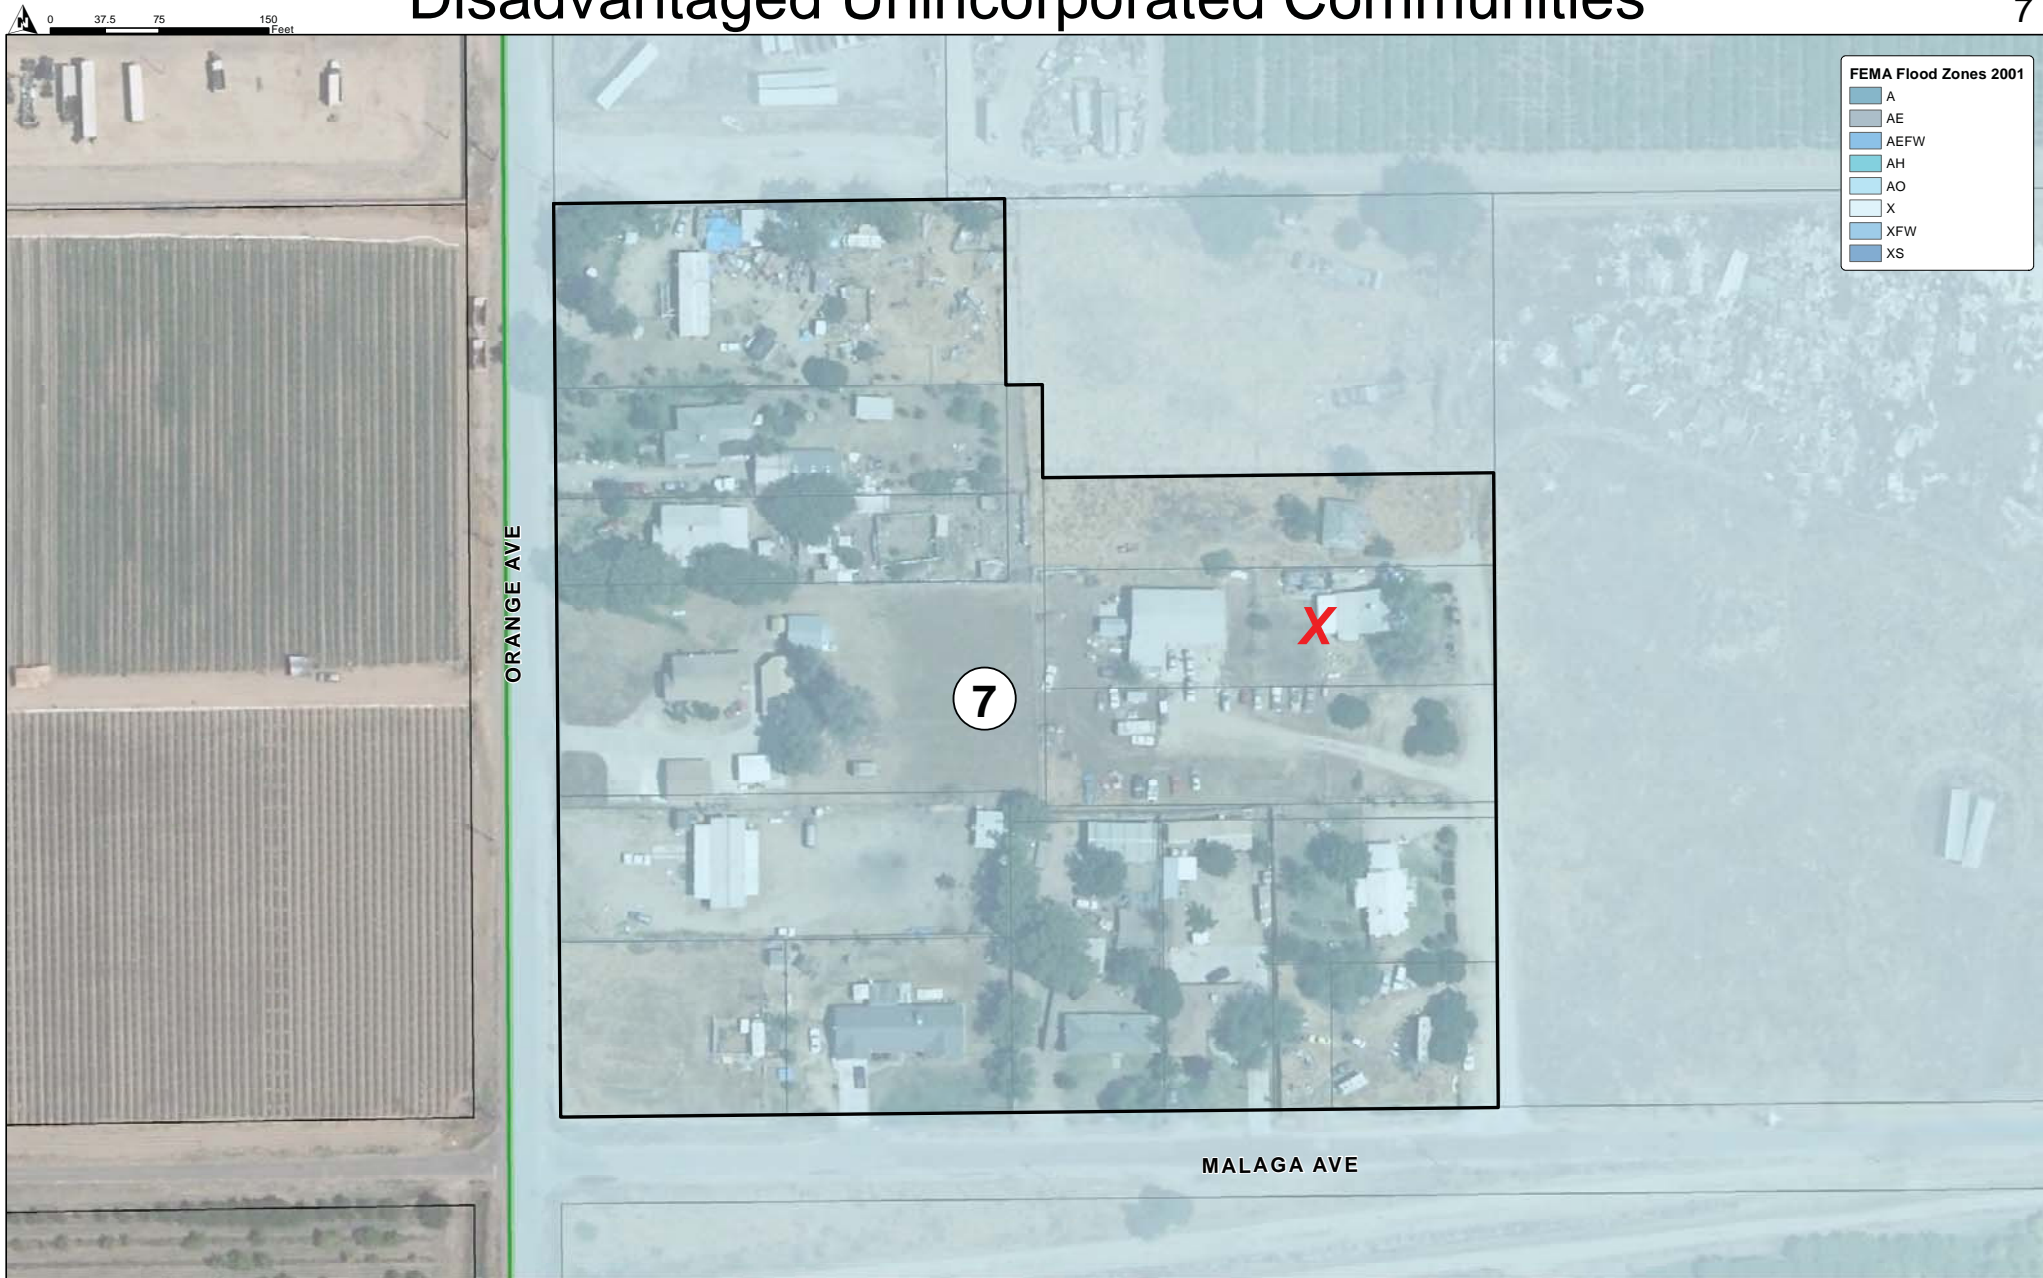 Disadvantaged Unincorporated Communities
7
0 37.5 75 150
Feet
FEMA Flood Zones 2001
A
AE
AEFW
AH
AO
X
XFW
XS
ORANGE AVE
X
7
MALAGA AVE